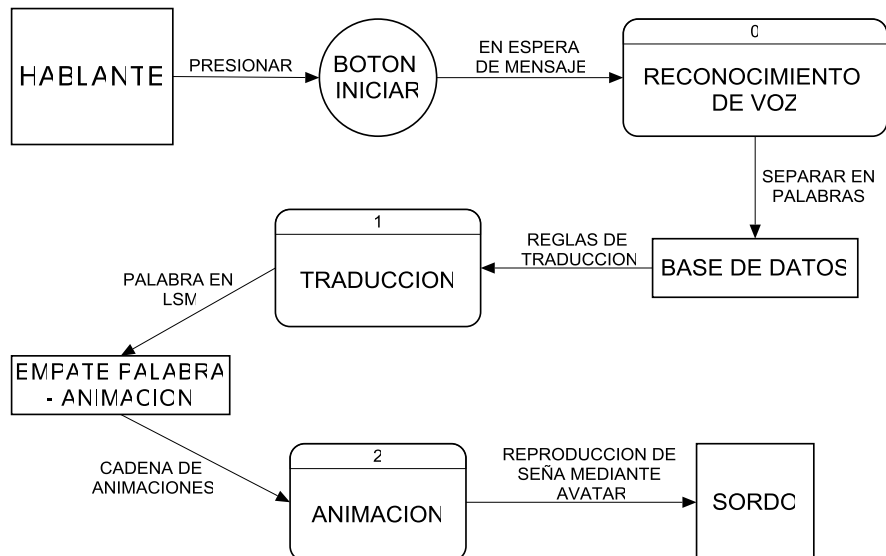 HABLANTE
PRESIONAR
BOTON
INICIAR
EN ESPERA
DE MENSAJE
0
RECONOCIMIENTO
DE VOZ
SEPARAR EN
PALABRAS
BASE DE DATOS
REGLAS DE
TRADUCCION
1
TRADUCCION
PALABRA EN
LSM
EMPATE PALABRA
- ANIMACION
CADENA DE
ANIMACIONES
2
ANIMACION
REPRODUCCION DE
SEÑA MEDIANTE
AVATAR
SORDO